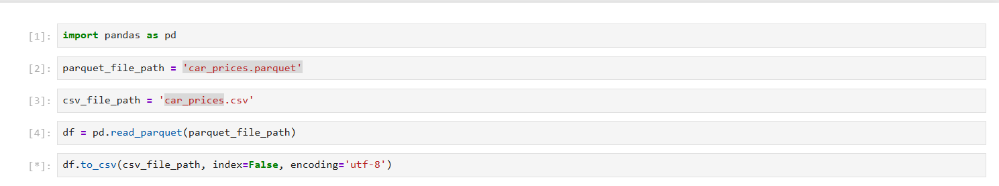 [1]: import pandas as pd
[2]: parquet_file_path = 'car_prices.parquet'
[3]: csv_file_path = 'car_prices.csv'
[4]: df = pd.read_parquet(parquet_file_path)
[*]: df.to_csv(csv_file_path, index=False, encoding='utf-8')